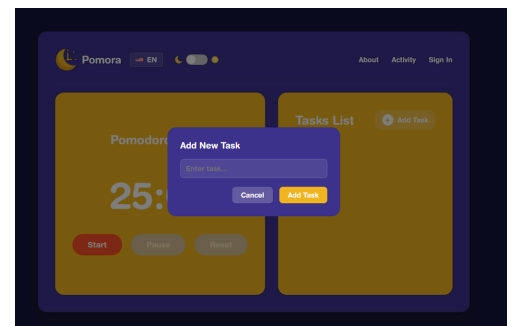 Pomora
EN
About
Activity
Sign In
Pomodoro
25:
Start
Pause
Reset
Tasks List
Add Task
Add New Task
Enter task...
Cancel
Add Task